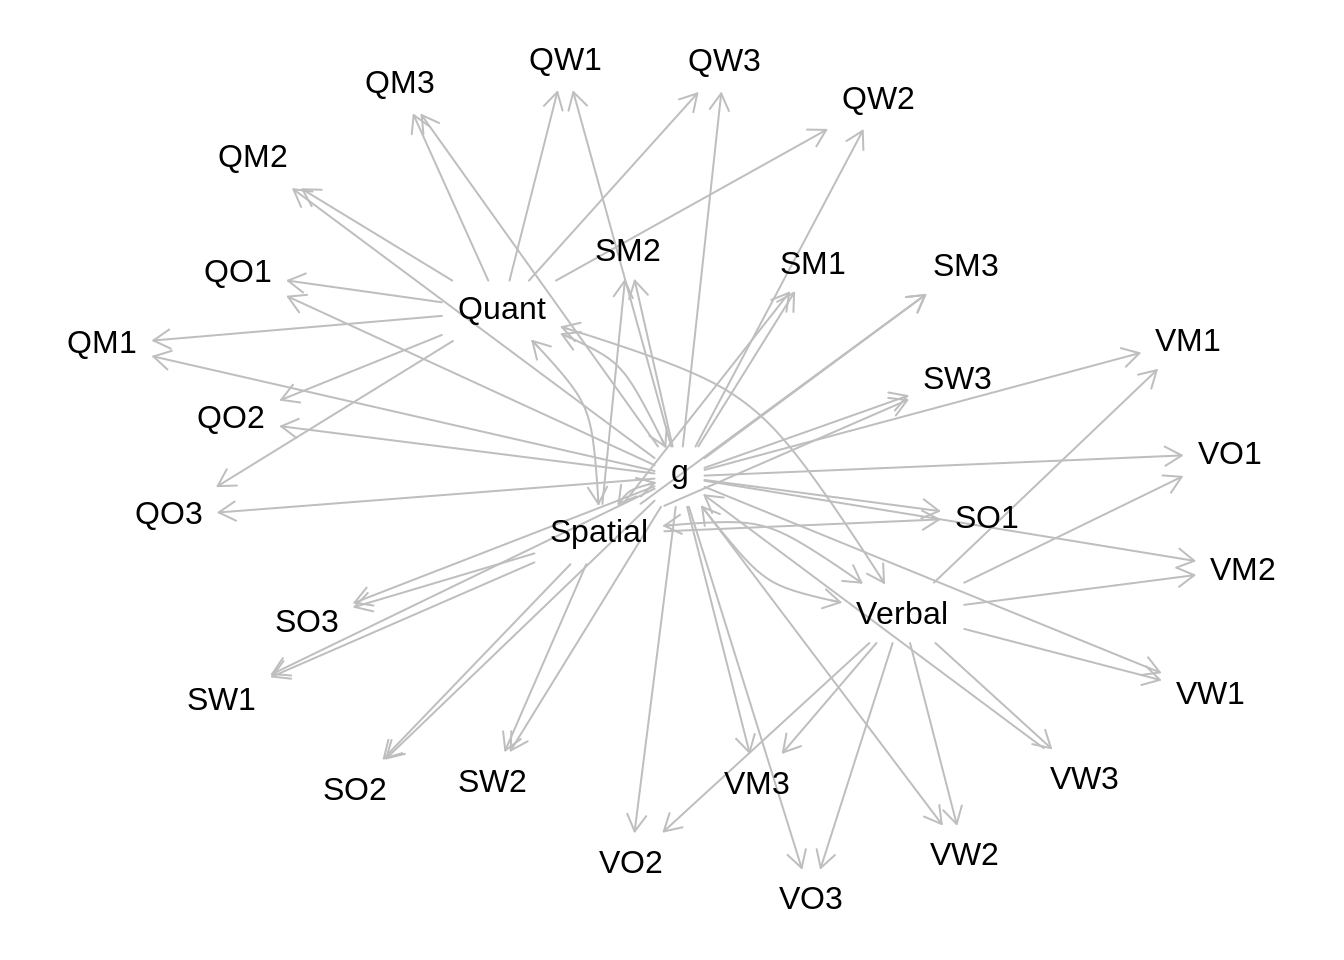 QW1
QW3
QM3
QW2
QM2
SM2
SM1
SM3
QO1
Quant
QM1
VM1
SW3
QO2
VO1
g
QO3
SO1
Spatial
VM2
Verbal
SO3
VW1
SW1
VW3
SW2
VM3
SO2
VW2
VO2
VO3